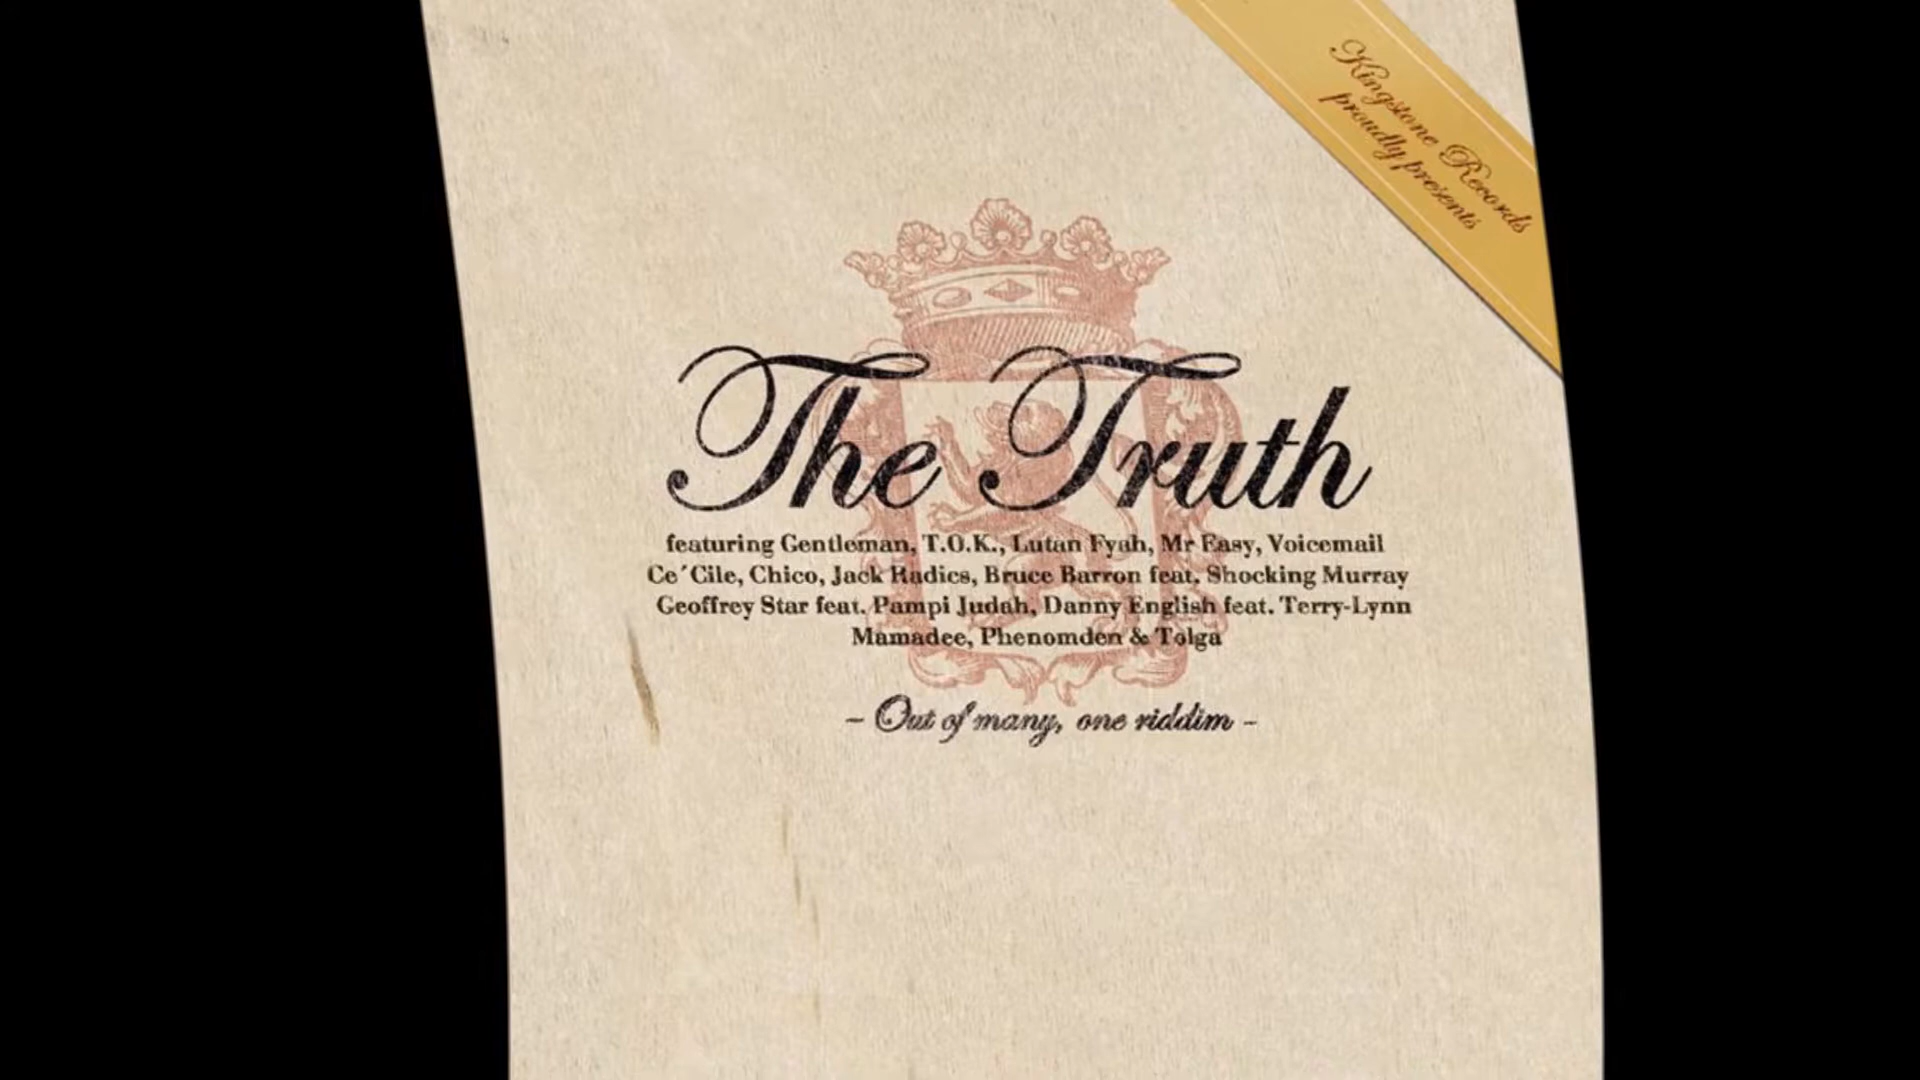 Kingstone Records
proudly presents
The Truth
featuring Gentleman, T.O.K., Lutan Fyah, Mr Easy, Voicemail
Ce´Cile, Chico, Jack Radics, Bruce Barron feat. Shocking Murray
Geoffrey Star feat. Pampi Judah, Danny English feat. Terry-Lynn
Mamadee, Phenomden & Tolga
- Out of many, one riddim -